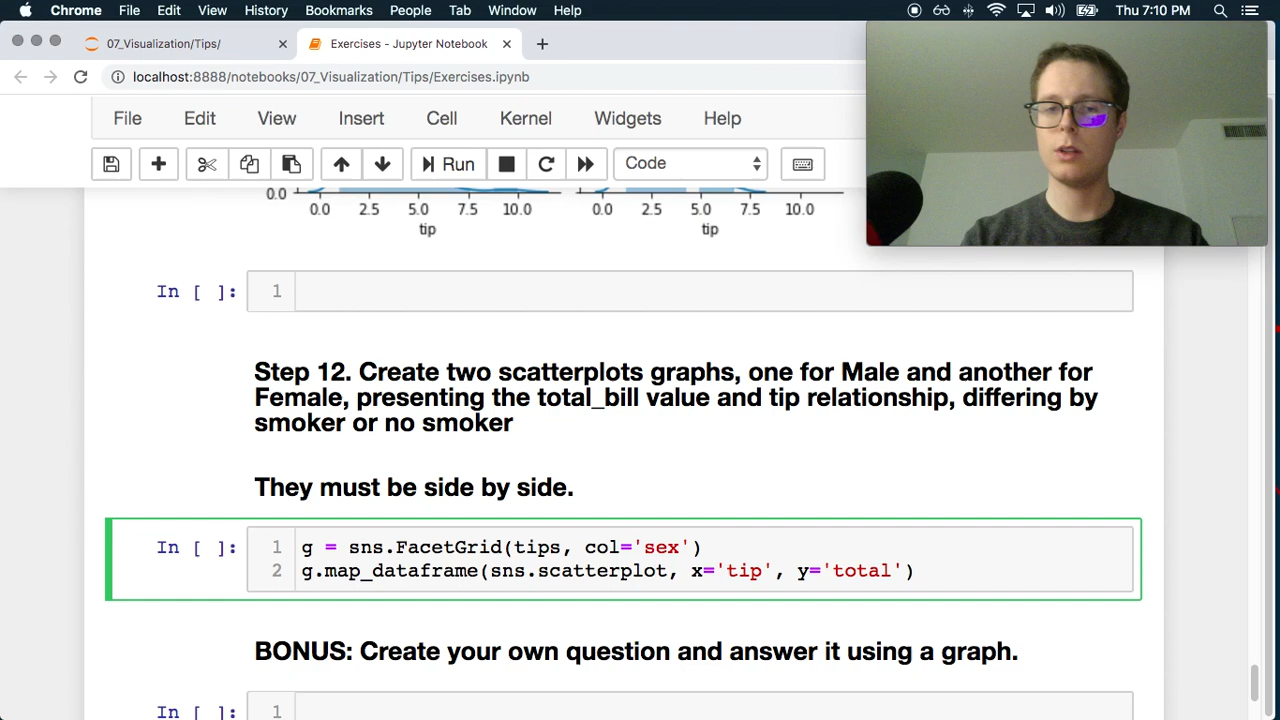 Chrome File Edit View History Bookmarks People Tab Window Help Thu 7:10 PM
07_Visualization/Tips/ Exercises - Jupyter Notebook
localhost:8888/notebooks/07_Visualization/Tips/Exercises.ipynb
File Edit View Insert Cell Kernel Widgets Help
Run Code
0.0
0.0 2.5 5.0 7.5 10.0 0.0 2.5 5.0 7.5 10.0
tip tip
In [ ]: 1
Step 12. Create two scatterplots graphs, one for Male and another for
Female, presenting the total_bill value and tip relationship, differing by
smoker or no smoker
They must be side by side.
In [ ]: 1 g = sns.FacetGrid(tips, col='sex')
2 g.map_dataframe(sns.scatterplot, x='tip', y='total')
BONUS: Create your own question and answer it using a graph.
In [ ]: 1